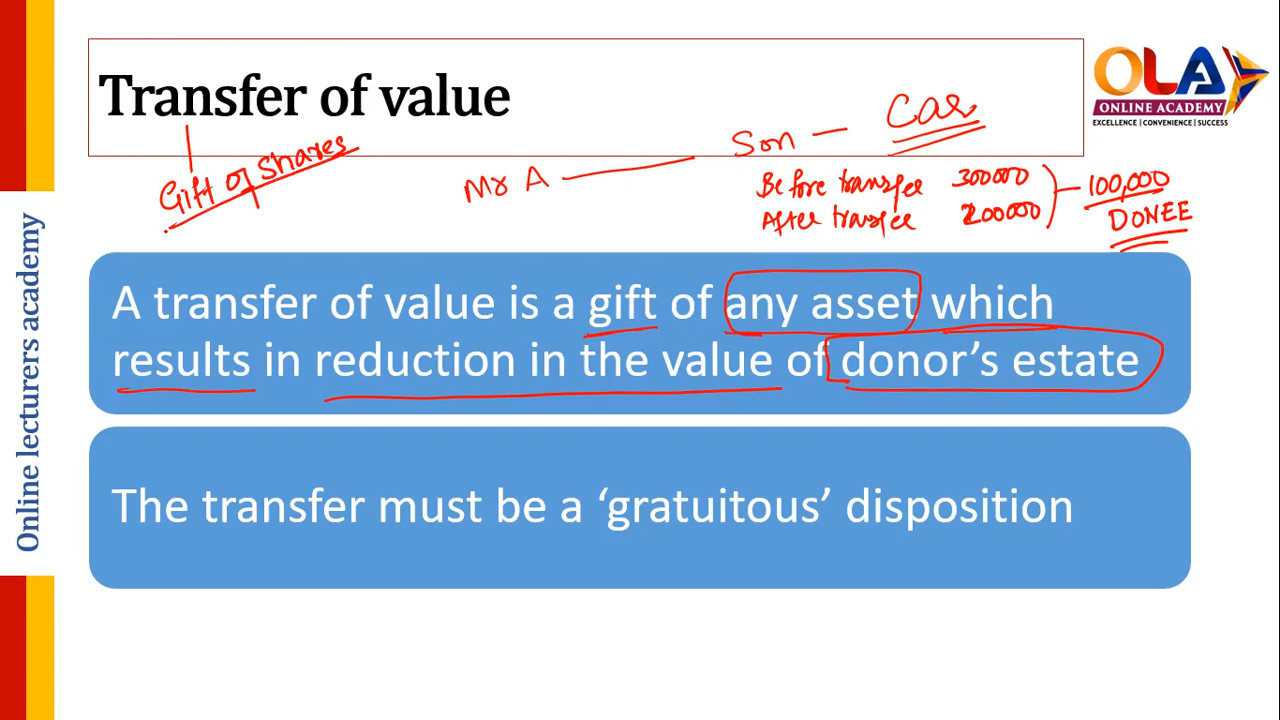 Transfer of value
OLA
ONLINE ACADEMY
EXCELLENCE | CONVENIENCE | SUCCESS
Gift of shares
Mr A
Son – Car
Before transfer 300000
After transfer 200000
100,000
DONEE
A transfer of value is a gift of any asset which
results in reduction in the value of donor’s estate
The transfer must be a ‘gratuitous’ disposition
Online lecturers academy